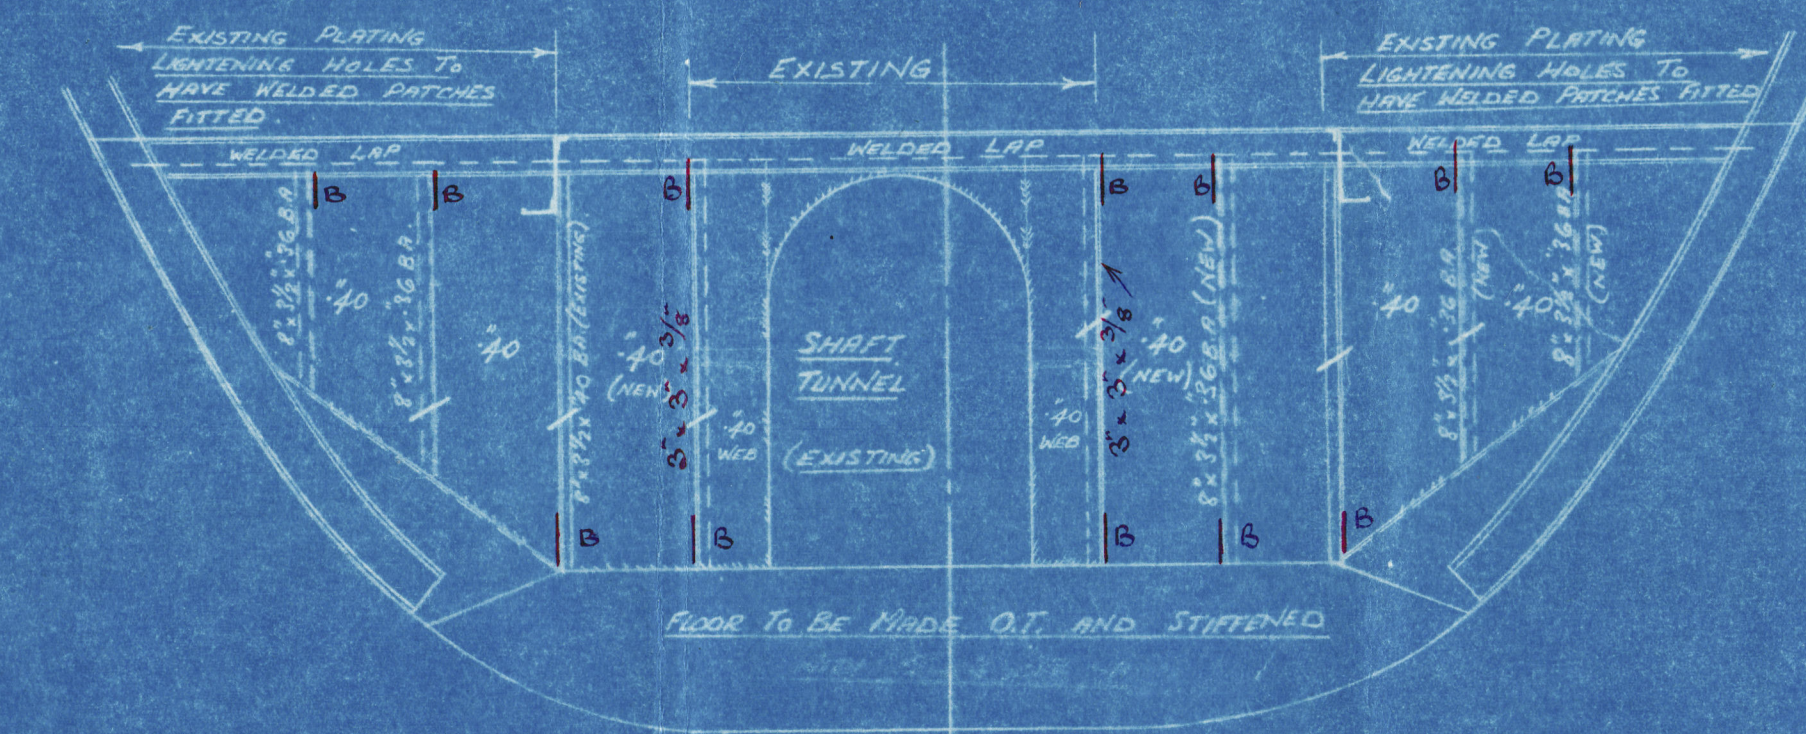 EXISTING PLATING
LIGHTENING HOLES TO
HAVE WELDED PATCHES
FITTED.
EXISTING
EXISTING PLATING
LIGHTENING HOLES TO
HAVE WELDED PATCHES FITTED
WELDED LAP
WELDED LAP
WELDED LAP
B
B
B
B
B
B
B
8" x 3½" x .36 B.A
.40"
8" x 3½" x .36 B.A.
.40"
8" x 3½" x .40 BA (EXISTING)
.40"
(NEW)
3" x 3" x 3/8"
.40"
WEB
SHAFT
TUNNEL
(EXISTING)
.40"
WEB
3" x 3" x 3/8"
.40"
(NEW)
8" x 3½" x .36 B.A (NEW)
.40"
8" x 3½" x .36 BA
(NEW)
.40"
8" x 3½" x .36 BA
(NEW)
B
B
B
B
B
FLOOR TO BE MADE O.T. AND STIFFENED